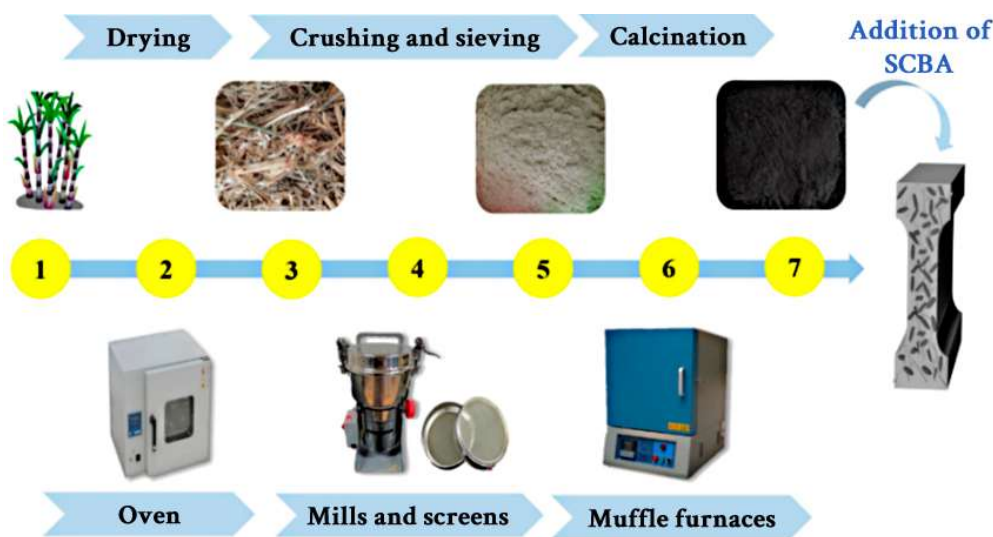 Drying
Crushing and sieving
Calcination
Addition of
SCBA
1
2
3
4
5
6
7
Oven
Mills and screens
Muffle furnaces